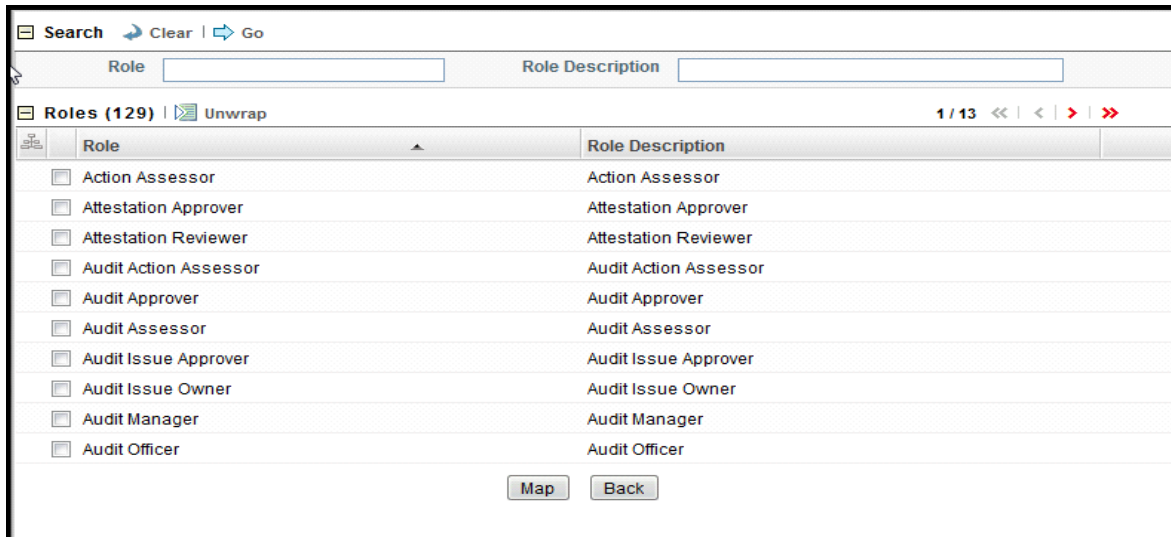 Search Clear | Go
Role Role Description
Roles (129) | Unwrap 1 / 13
Role Role Description
Action Assessor Action Assessor
Attestation Approver Attestation Approver
Attestation Reviewer Attestation Reviewer
Audit Action Assessor Audit Action Assessor
Audit Approver Audit Approver
Audit Assessor Audit Assessor
Audit Issue Approver Audit Issue Approver
Audit Issue Owner Audit Issue Owner
Audit Manager Audit Manager
Audit Officer Audit Officer
Map Back